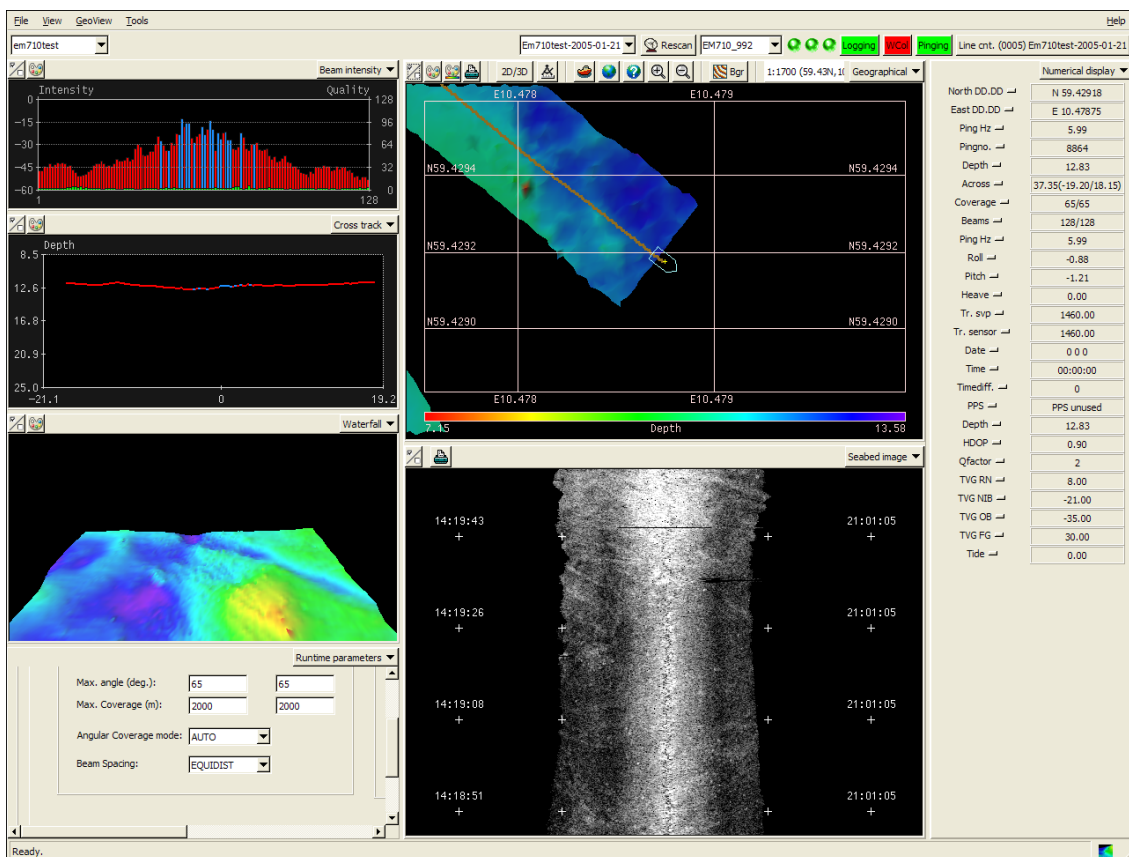 File View GeoView Tools Help
em710test Em710test-2005-01-21 Rescan EM710_992 Logging WCol Pinging Line cnt. (0005) Em710test-2005-01-21
Beam intensity
Intensity Quality
0 128
-15 96
-30 64
-45 32
-60 0
1 128
Cross track
Depth
8.5
12.6
16.8
20.9
25.0
-21.1 0 19.2
Waterfall
Runtime parameters
Max. angle (deg.): 65 65
Max. Coverage (m): 2000 2000
Angular Coverage mode: AUTO
Beam Spacing: EQUIDIST
2D/3D Bgr 1:1700 (59.43N,10 Geographical
E10.478 E10.479
N59.4294 N59.4294
N59.4292 N59.4292
N59.4290 N59.4290
E10.478 E10.479
7.15 Depth 13.58
Seabed image
14:19:43 21:01:05
14:19:26 21:01:05
14:19:08 21:01:05
14:18:51 21:01:05
Numerical display
North DD.DD N 59.42918
East DD.DD E 10.47875
Ping Hz 5.99
Pingno. 8864
Depth 12.83
Across 37.35(-19.20/18.15)
Coverage 65/65
Beams 128/128
Ping Hz 5.99
Roll -0.88
Pitch -1.21
Heave 0.00
Tr. svp 1460.00
Tr. sensor 1460.00
Date 0 0 0
Time 00:00:00
Timediff. 0
PPS PPS unused
Depth 12.83
HDOP 0.90
Qfactor 2
TVG RN 8.00
TVG NIB -21.00
TVG OB -35.00
TVG FG 30.00
Tide 0.00
Ready.